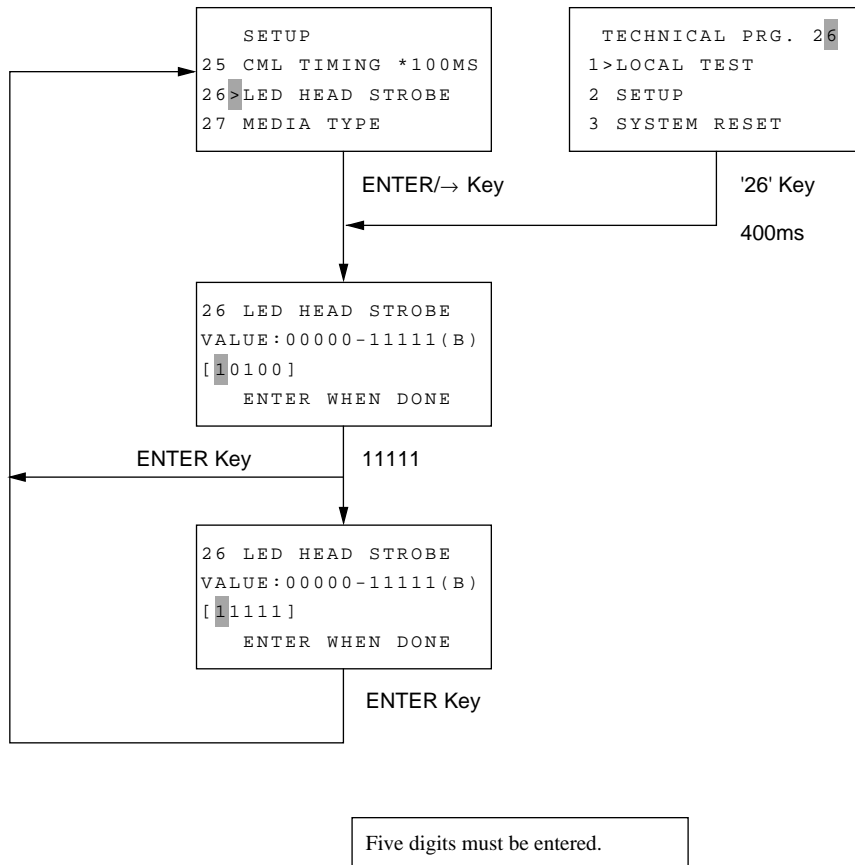 SETUP
25 CML TIMING *100MS
26>LED HEAD STROBE
27 MEDIA TYPE
TECHNICAL PRG. 26
1>LOCAL TEST
2 SETUP
3 SYSTEM RESET
ENTER/→ Key
'26' Key
400ms
26 LED HEAD STROBE
VALUE:00000-11111(B)
[10100]
ENTER WHEN DONE
ENTER Key
11111
26 LED HEAD STROBE
VALUE:00000-11111(B)
[11111]
ENTER WHEN DONE
ENTER Key
Five digits must be entered.